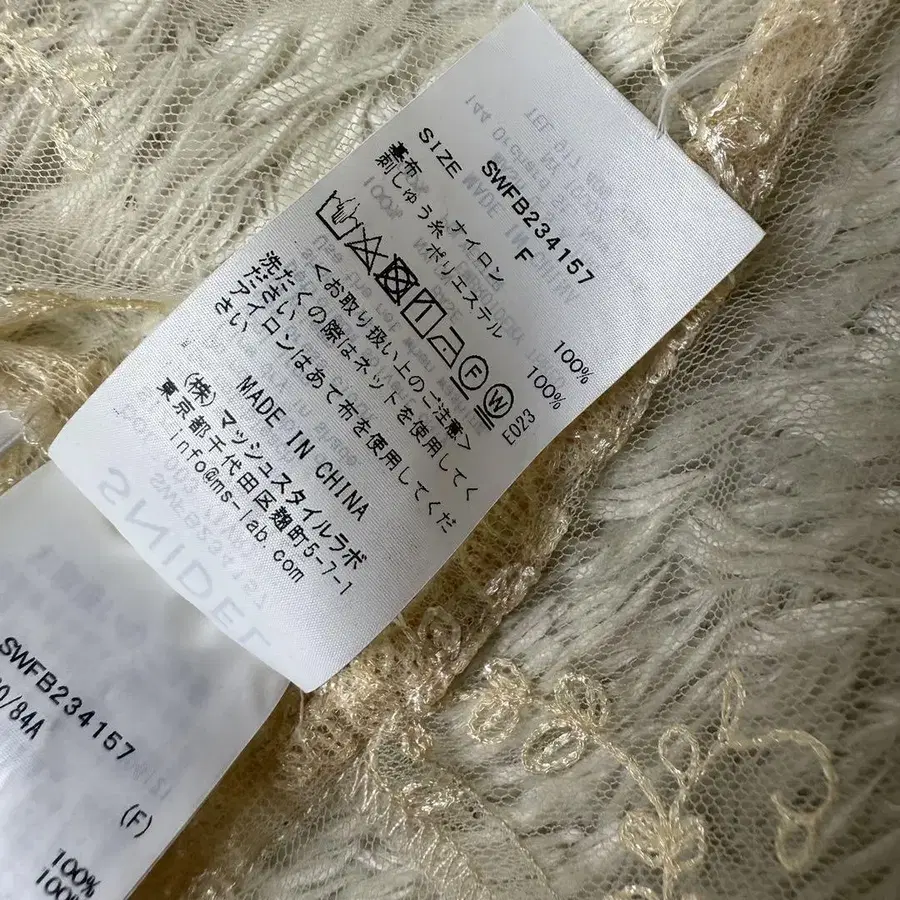 SWFB234157
SIZE F
基布 ナイロン 100%
刺しゅう糸 ポリエステル 100%
F W E023
<お取り扱い上のご注意>
洗たくの際はネットを使用してく
ださい
アイロンはあて布を使用してくだ
さい
MADE IN CHINA
(株)マッシュスタイルラボ
東京都千代田区麹町5-7-1
info@ms-lab.com
SNIDEL
SWFB234157
0/84A
(F)
100%
100%